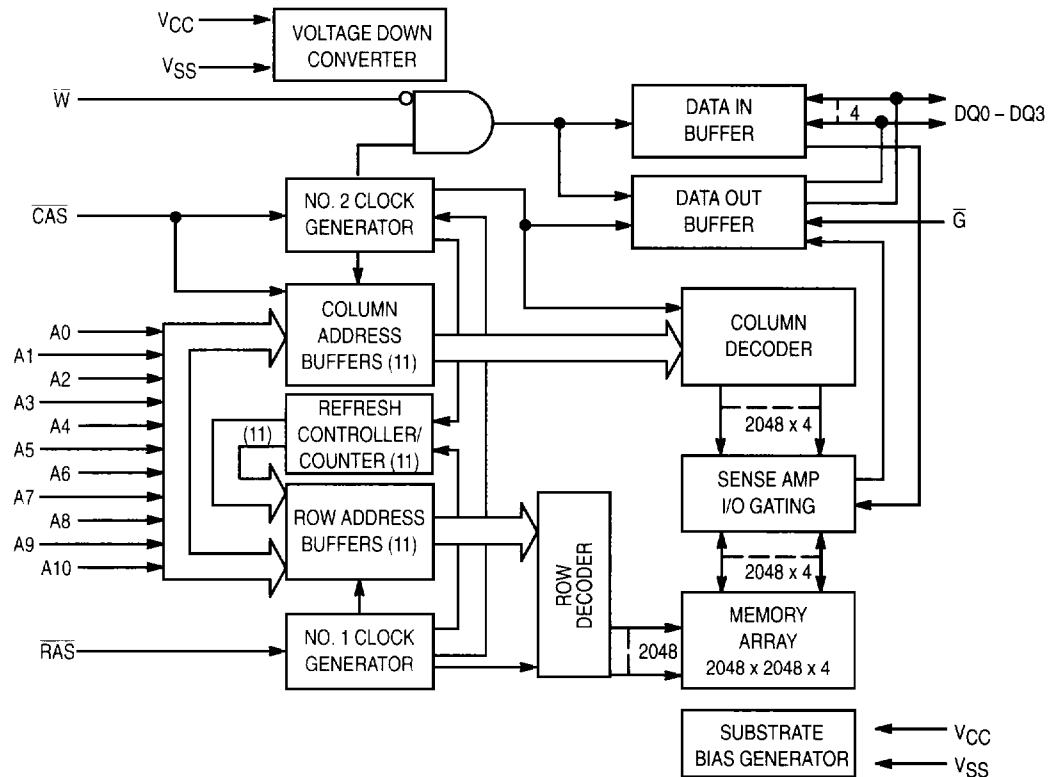 VCC
VSS
VOLTAGE DOWN
CONVERTER
W̅
DATA IN
BUFFER
4
DQ0 – DQ3
C̅A̅S̅
NO. 2 CLOCK
GENERATOR
DATA OUT
BUFFER
G̅
A0
A1
A2
A3
A4
A5
A6
A7
A8
A9
A10
COLUMN
ADDRESS
BUFFERS (11)
COLUMN
DECODER
(11)
REFRESH
CONTROLLER/
COUNTER (11)
2048 x 4
SENSE AMP
I/O GATING
ROW ADDRESS
BUFFERS (11)
ROW
DECODER
2048 x 4
R̅A̅S̅
NO. 1 CLOCK
GENERATOR
2048
MEMORY
ARRAY
2048 x 2048 x 4
SUBSTRATE
BIAS GENERATOR
VCC
VSS